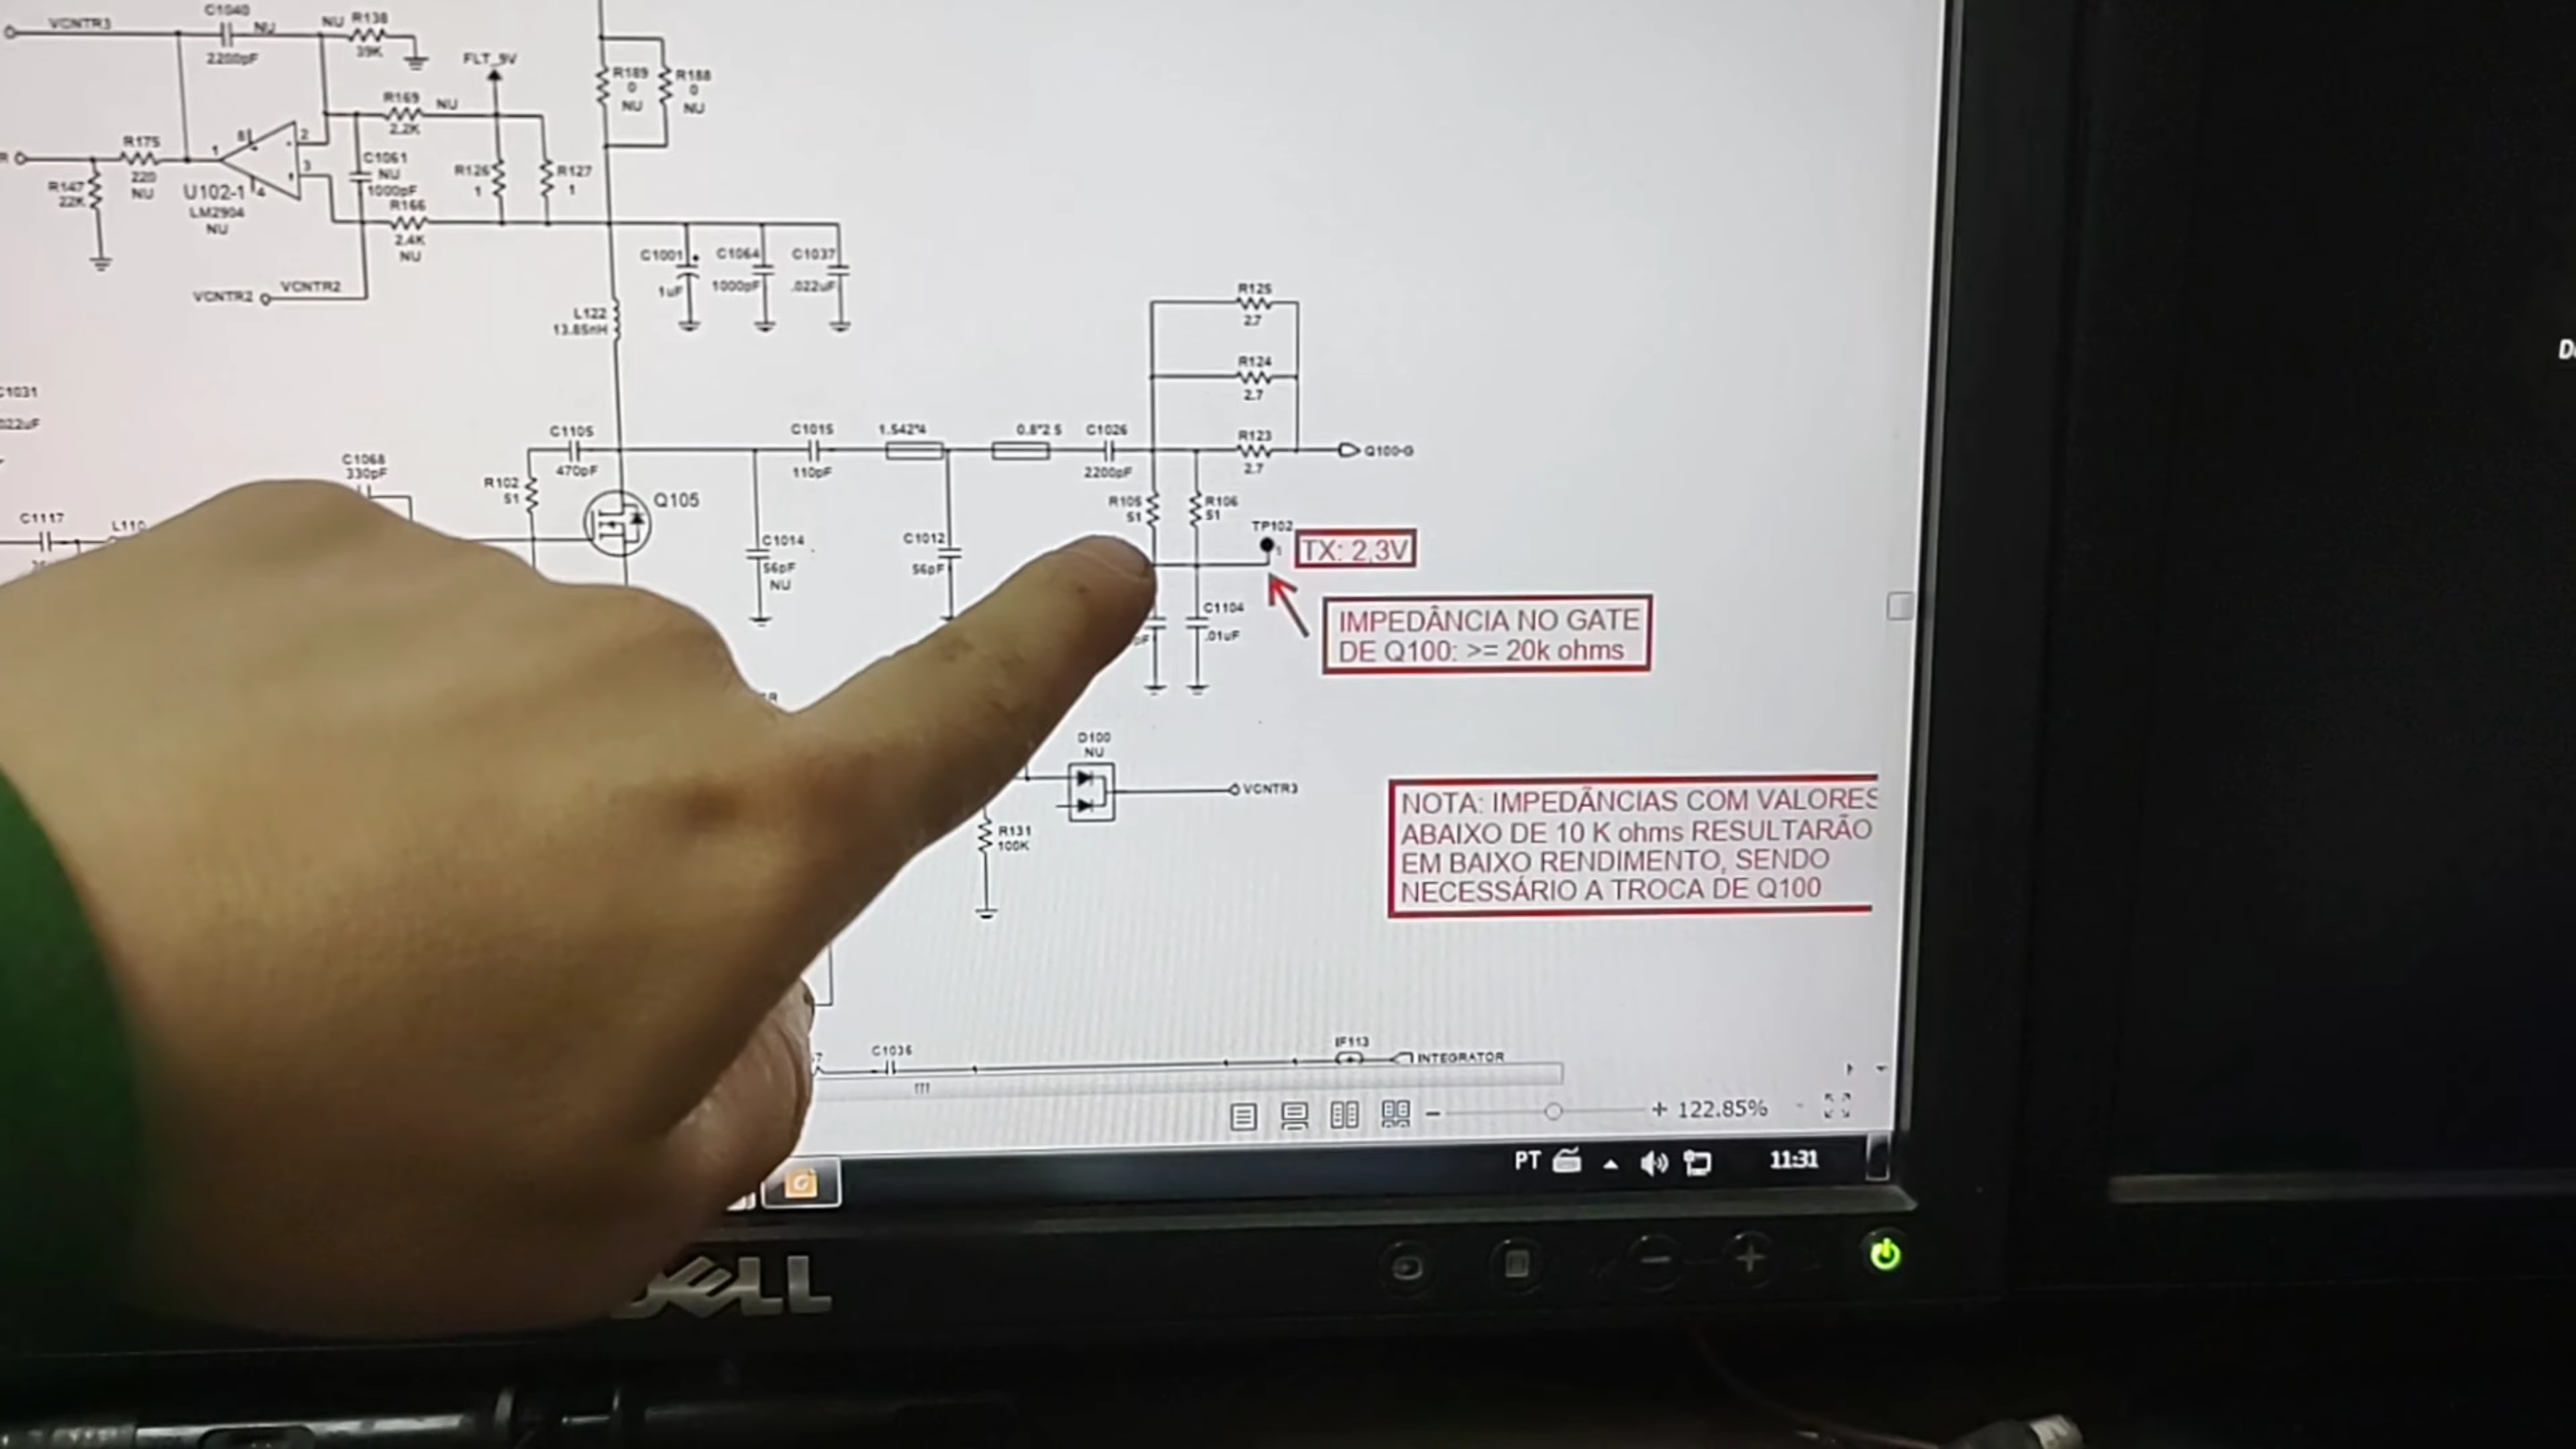 VCNTR3
C1040
NU
2200pF
NU
R138
39K
FLT_9V
R189
0
NU
R188
0
NU
R169
NU
2.2K
R175
220
NU
R147
22K
8
1
2
3
4
U102-1
LM2904
NU
C1061
NU
1000pF
R166
2.4K
NU
R126
1
R127
1
VCNTR2
VCNTR2
C1001
1uF
C1064
1000pF
C1037
.022uF
L122
13.85nH
R125
2.7
R124
2.7
R123
2.7
Q100-G
C1031
022uF
C1105
470pF
C1015
110pF
C1026
2200pF
C1068
330pF
R102
51
Q105
C1117
L110
C1014
56pF
NU
C1012
56pF
R105
51
R106
51
TP102
1
TX: 2,3V
C1104
.01uF
IMPEDÂNCIA NO GATE
DE Q100: >= 20k ohms
D100
NU
VCNTR3
R131
100K
NOTA: IMPEDÂNCIAS COM VALORES
ABAIXO DE 10 K ohms RESULTARÃO
EM BAIXO RENDIMENTO, SENDO
NECESSÁRIO A TROCA DE Q100
C1036
IF113
INTEGRATOR
122.85%
PT
11:31
DELL